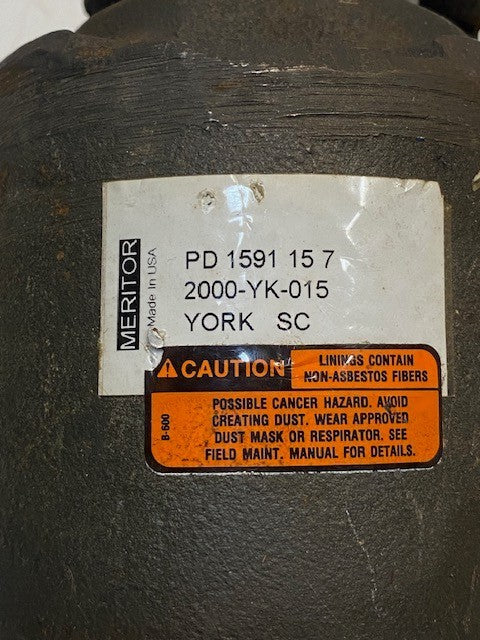 MERITOR
Made In USA
PD 1591 15 7
2000-YK-015
YORK SC
CAUTION
LININGS CONTAIN
NON-ASBESTOS FIBERS
B-600
POSSIBLE CANCER HAZARD. AVOID
CREATING DUST. WEAR APPROVED
DUST MASK OR RESPIRATOR. SEE
FIELD MAINT. MANUAL FOR DETAILS.